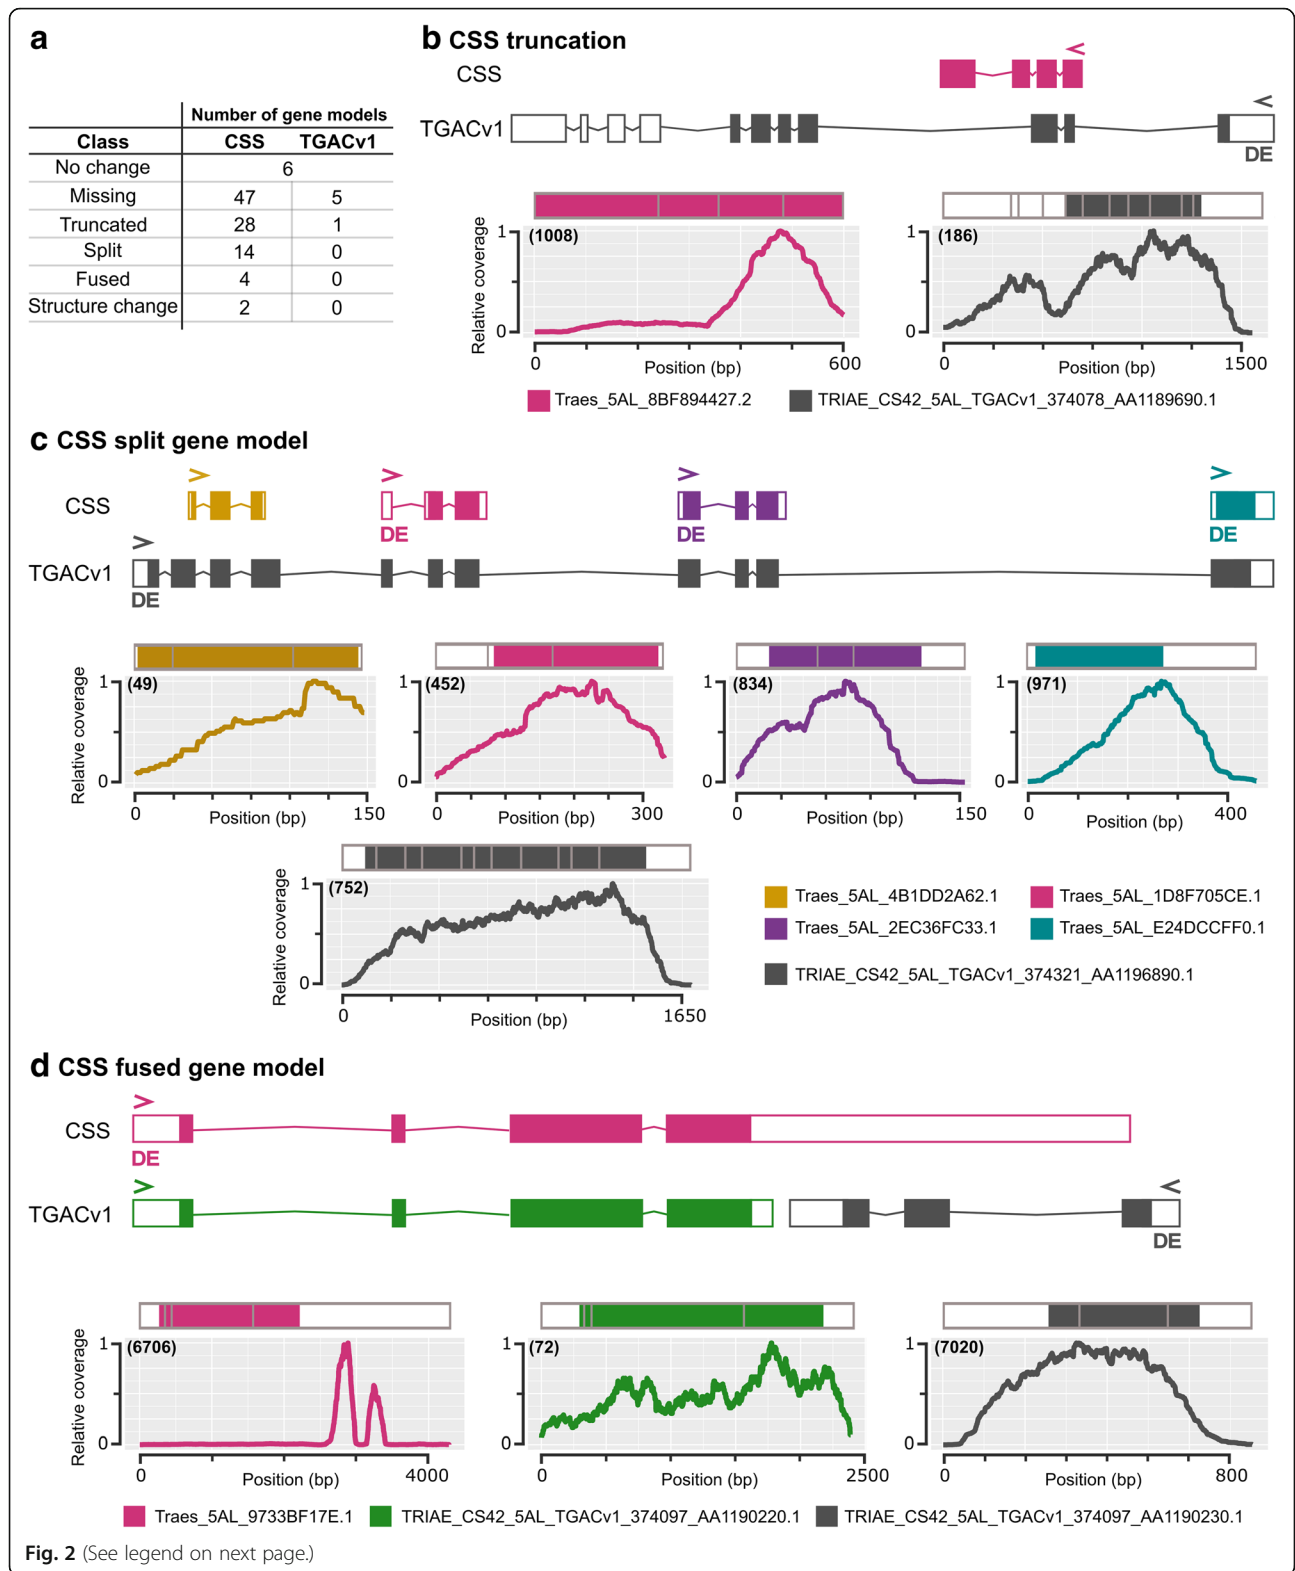 a
Number of gene models
Class CSS TGACv1
No change 6
Missing 47 5
Truncated 28 1
Split 14 0
Fused 4 0
Structure change 2 0
b CSS truncation
CSS
TGACv1
DE
Relative coverage
1
0
(1008)
0 600
Position (bp)
1
0
(186)
0 1500
Position (bp)
Traes_5AL_8BF894427.2 TRIAE_CS42_5AL_TGACv1_374078_AA1189690.1
c CSS split gene model
CSS
DE DE DE
TGACv1
DE
Relative coverage
1
0
(49)
0 150
Position (bp)
1
0
(452)
0 300
Position (bp)
1
0
(834)
0 150
Position (bp)
1
0
(971)
0 400
Position (bp)
Relative coverage
1
0
(752)
0 1650
Position (bp)
Traes_5AL_4B1DD2A62.1 Traes_5AL_1D8F705CE.1
Traes_5AL_2EC36FC33.1 Traes_5AL_E24DCCFF0.1
TRIAE_CS42_5AL_TGACv1_374321_AA1196890.1
d CSS fused gene model
CSS
DE
TGACv1
DE
Relative coverage
1
0
(6706)
0 4000
Position (bp)
1
0
(72)
0 2500
Position (bp)
1
0
(7020)
0 800
Position (bp)
Traes_5AL_9733BF17E.1 TRIAE_CS42_5AL_TGACv1_374097_AA1190220.1 TRIAE_CS42_5AL_TGACv1_374097_AA1190230.1
Fig. 2 (See legend on next page.)